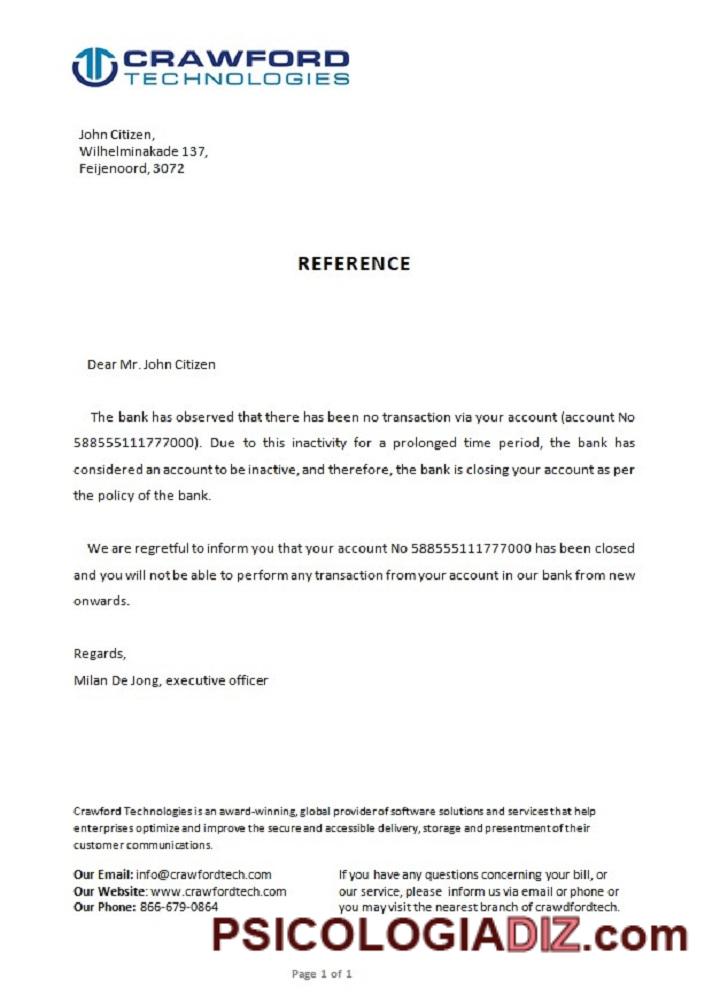 CRAWFORD
TECHNOLOGIES
John Citizen,
Wilhelminakade 137,
Feijenoord, 3072
REFERENCE
Dear Mr. John Citizen
The bank has observed that there has been no transaction via your account (account No
588555111777000). Due to this inactivity for a prolonged time period, the bank has
considered an account to be inactive, and therefore, the bank is closing your account as per
the policy of the bank.
We are regretful to inform you that your account No 588555111777000 has been closed
and you will not be able to perform any transaction from your account in our bank from new
onwards.
Regards,
Milan De Jong, executive officer
Crawford Technologies is an award-winning, global provider of software solutions and services that help
enterprises optimize and improve the secure and accessible delivery, storage and presentment of their
customer communications.
Our Email: info@crawfordtech.com
Our Website: www.crawfordtech.com
Our Phone: 866-679-0864
If you have any questions concerning your bill, or
our service, please inform us via email or phone or
you may visit the nearest branch of crawdfordtech.
PSICOLOGIADIZ.com
Page 1 of 1